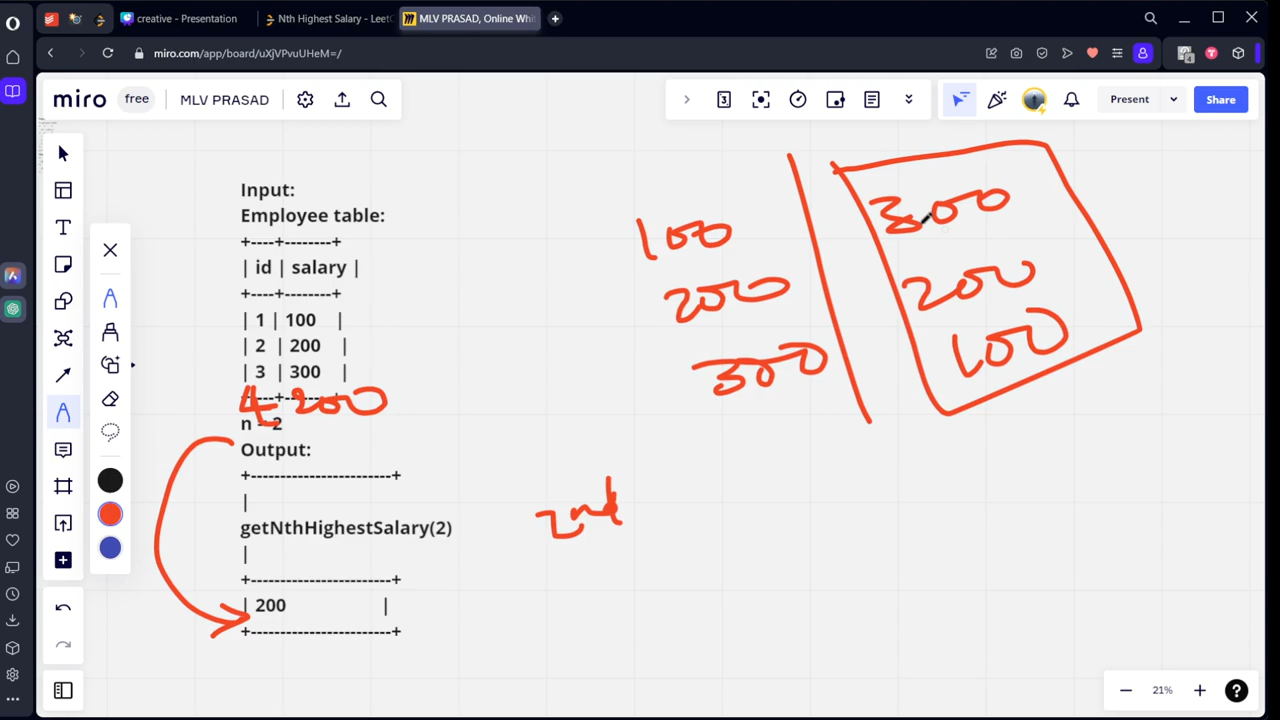 creative - Presentation
Nth Highest Salary - LeetC
MLV PRASAD, Online Whi
miro.com/app/board/uXjVPvuUHeM=/
miro free MLV PRASAD
3
Present
Share
Input:
Employee table:
+----+--------+
| id | salary |
+----+--------+
| 1 | 100 |
| 2 | 200 |
| 3 | 300 |
+----+--------+
4 200
n = 2
Output:
+------------------------+
|
getNthHighestSalary(2)
|
+------------------------+
| 200 |
+------------------------+
100
200
300
300
200
100
2nd
21%